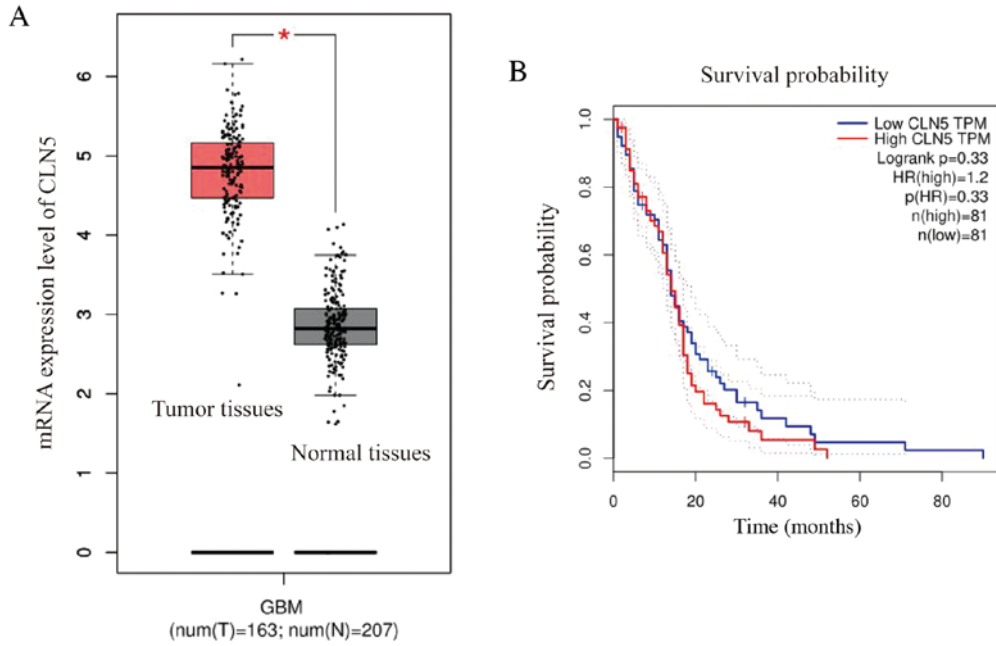 A
mRNA expression level of CLN5
6
5
4
3
2
1
0
*
Tumor tissues
Normal tissues
GBM
(num(T)=163; num(N)=207)
B
Survival probability
Survival probability
1.0
0.8
0.6
0.4
0.2
0.0
Low CLN5 TPM
High CLN5 TPM
Logrank p=0.33
HR(high)=1.2
p(HR)=0.33
n(high)=81
n(low)=81
0 20 40 60 80
Time (months)